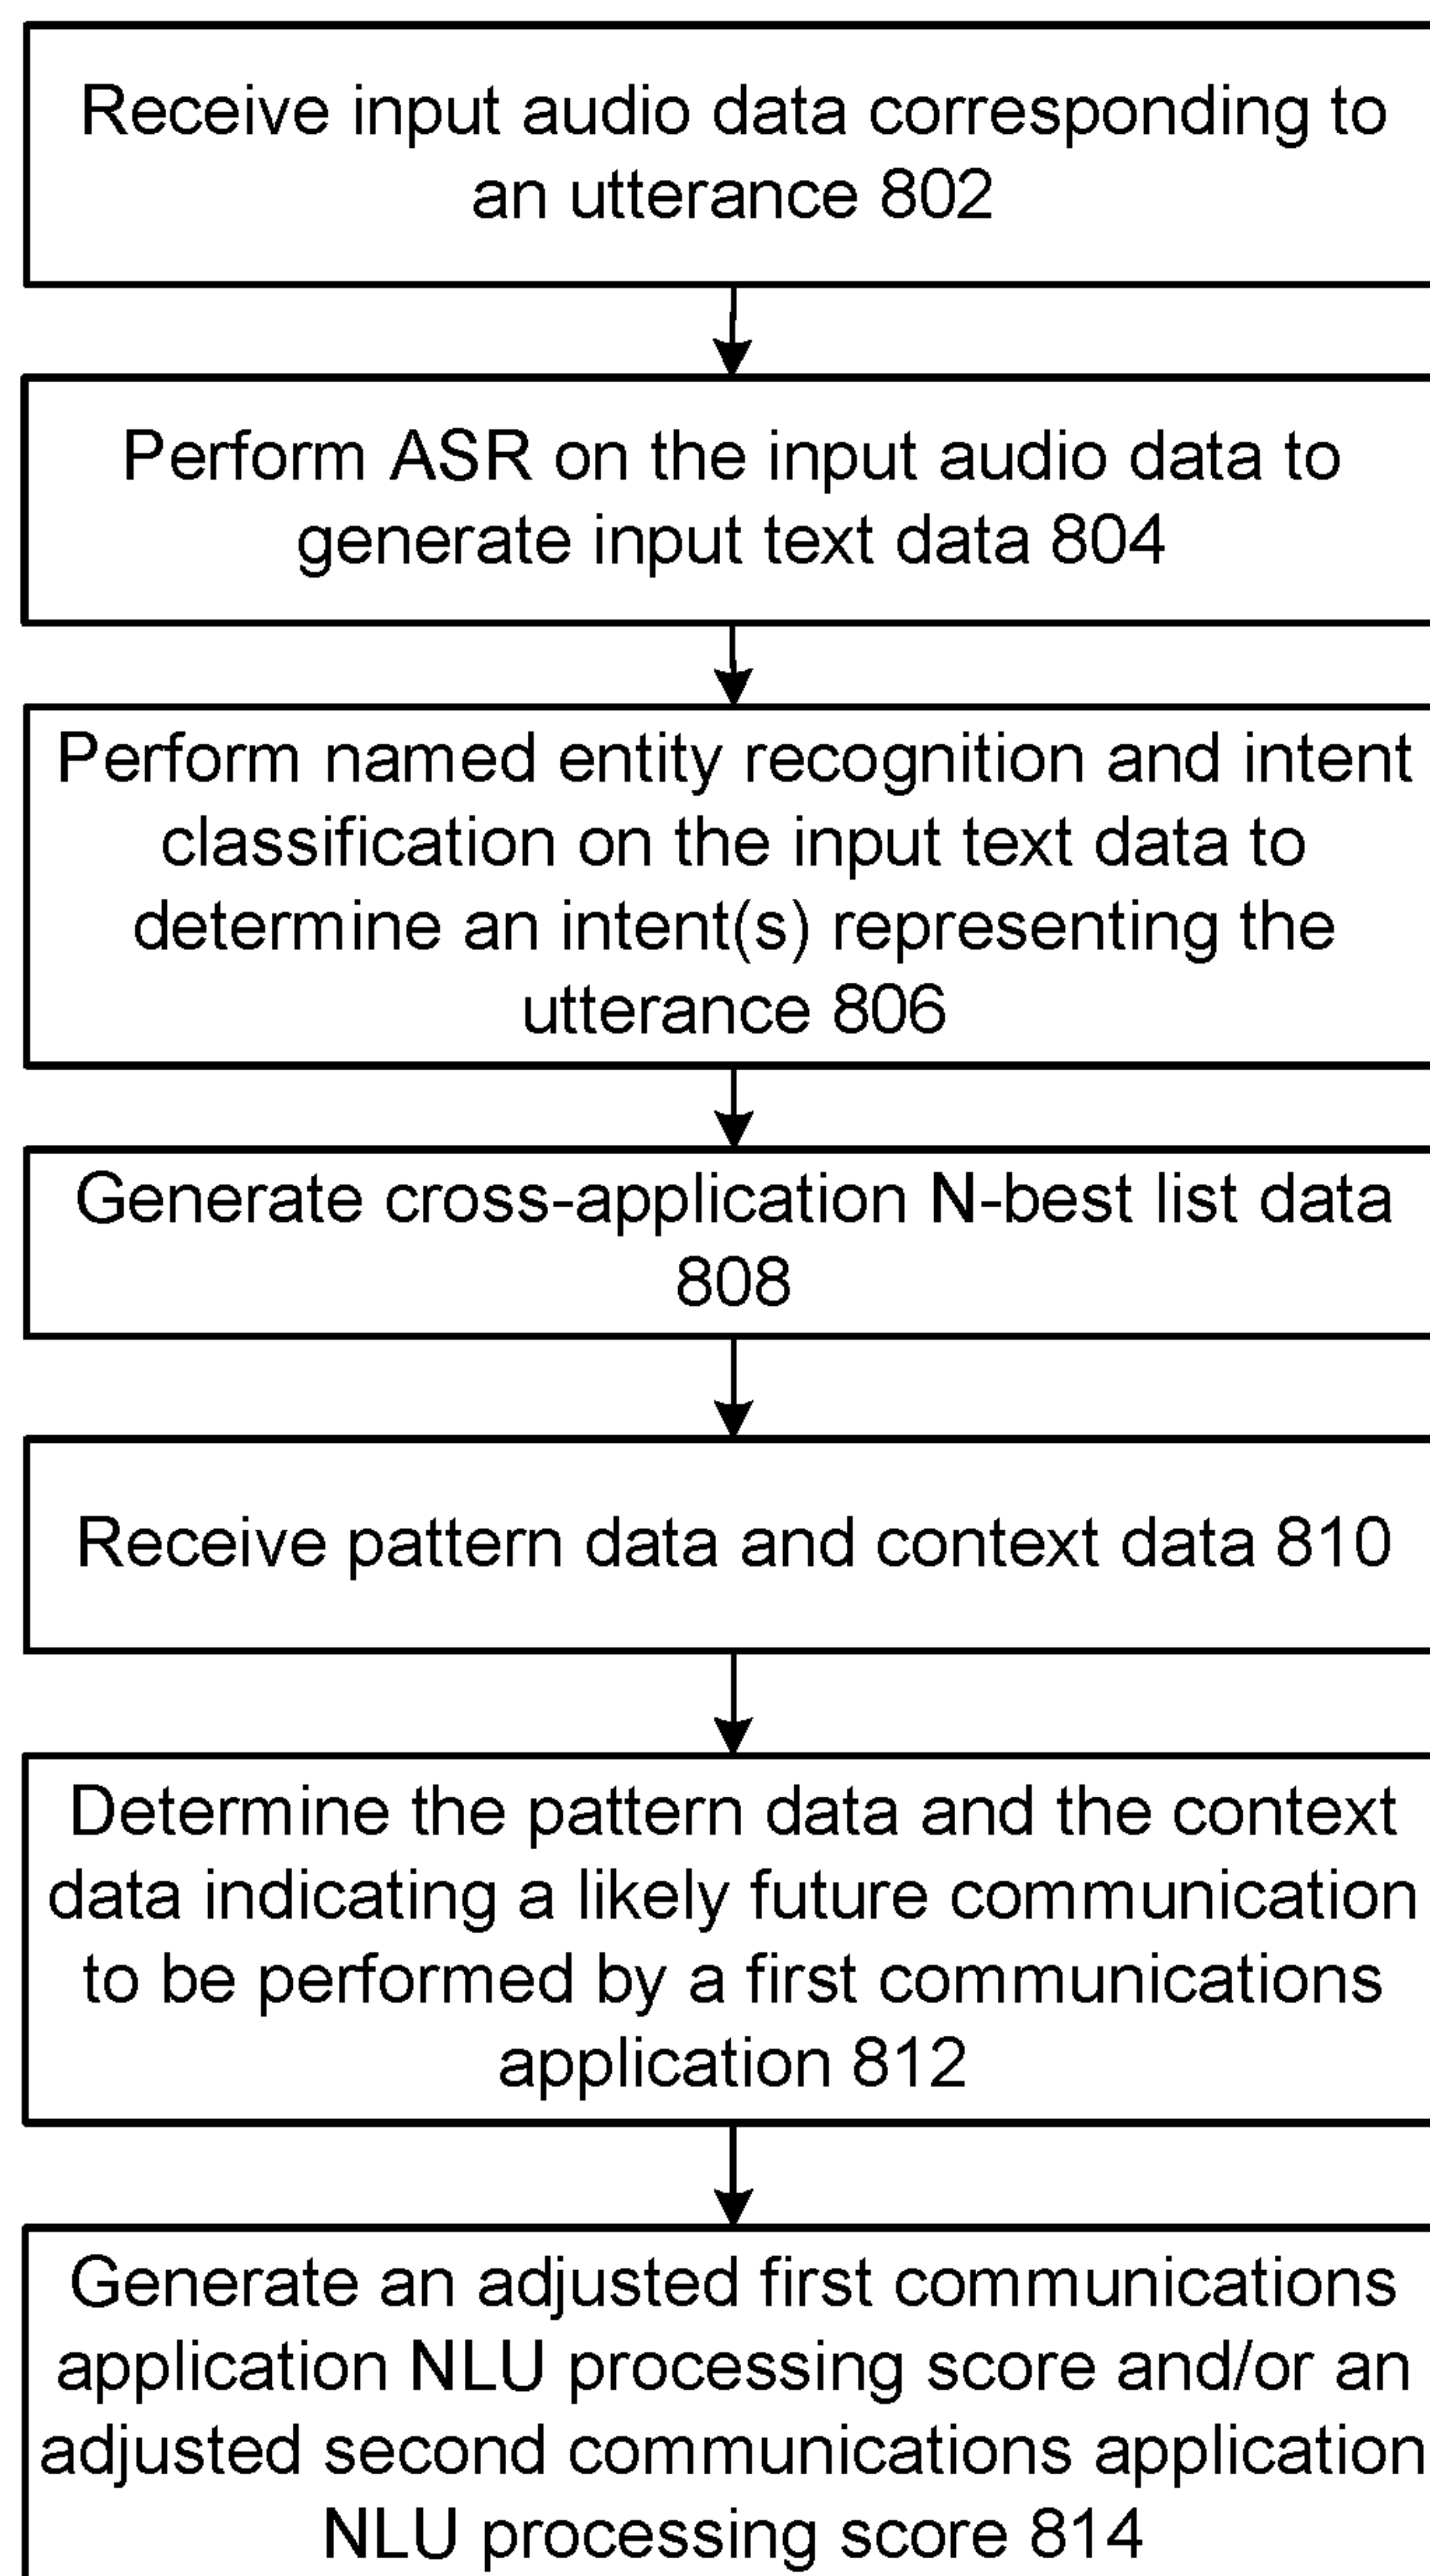 Receive input audio data corresponding to
an utterance 802
Perform ASR on the input audio data to
generate input text data 804
Perform named entity recognition and intent
classification on the input text data to
determine an intent(s) representing the
utterance 806
Generate cross-application N-best list data
808
Receive pattern data and context data 810
Determine the pattern data and the context
data indicating a likely future communication
to be performed by a first communications
application 812
Generate an adjusted first communications
application NLU processing score and/or an
adjusted second communications application
NLU processing score 814